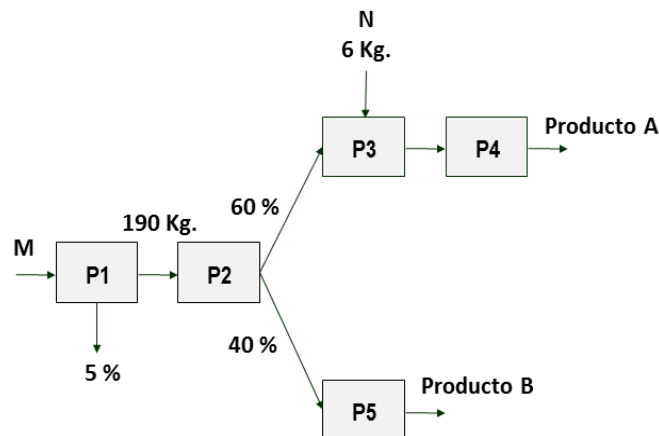 N
6 Kg.
Producto A
P3
P4
60 %
190 Kg.
M
P1
P2
40 %
5 %
Producto B
P5